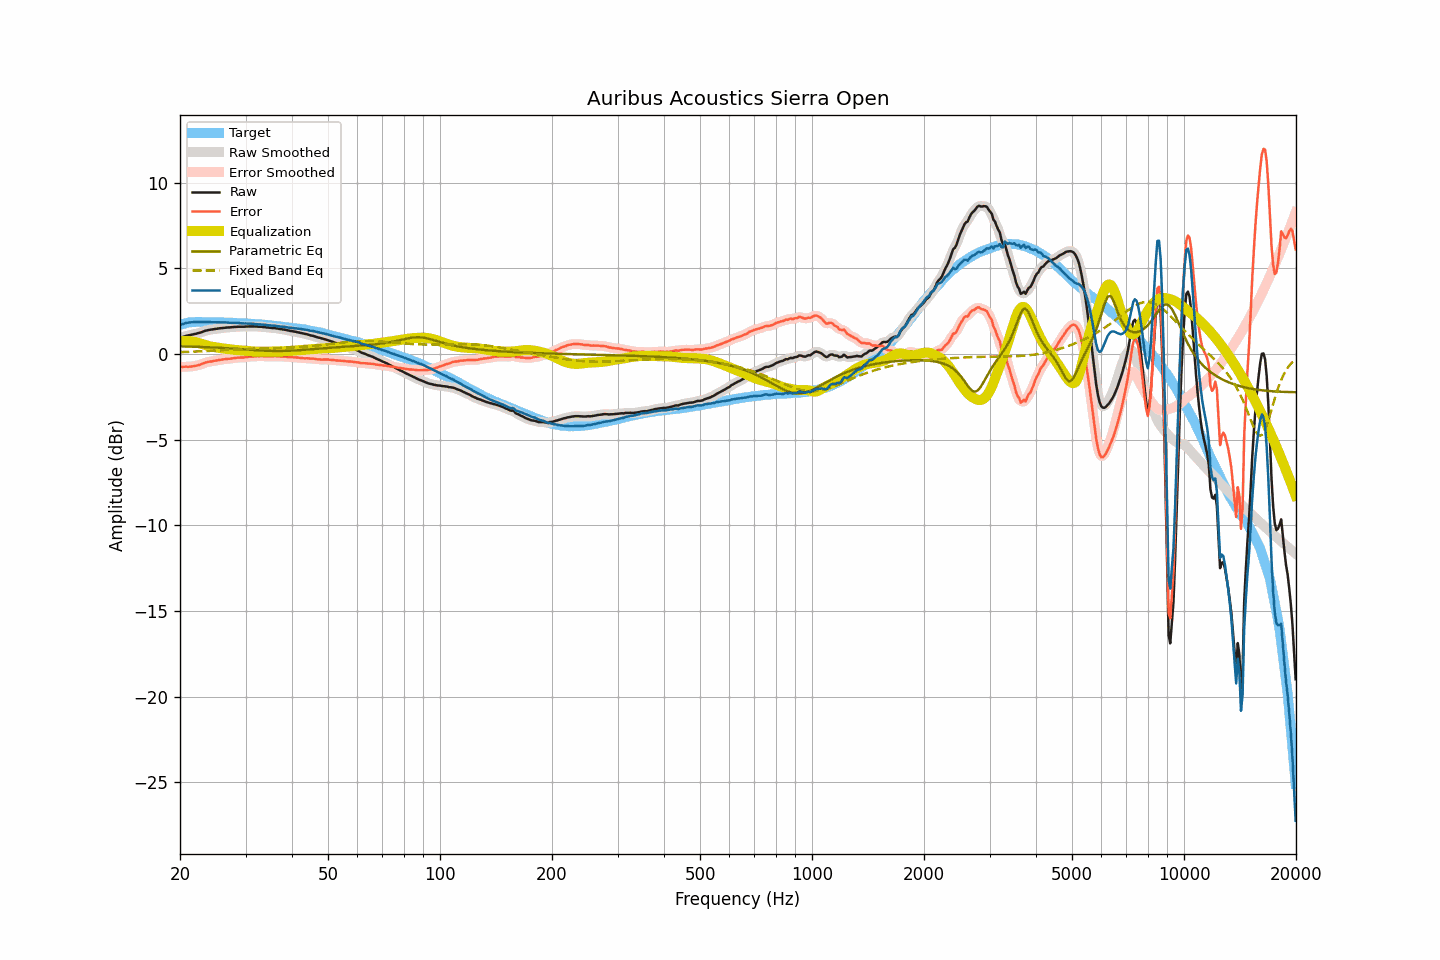 Auribus Acoustics Sierra Open
Target
Raw Smoothed
Error Smoothed
Raw
Error
Equalization
Parametric Eq
Fixed Band Eq
Equalized
10
5
0
−5
−10
−15
−20
−25
Amplitude (dBr)
20 50 100 200 500 1000 2000 5000 10000 20000
Frequency (Hz)